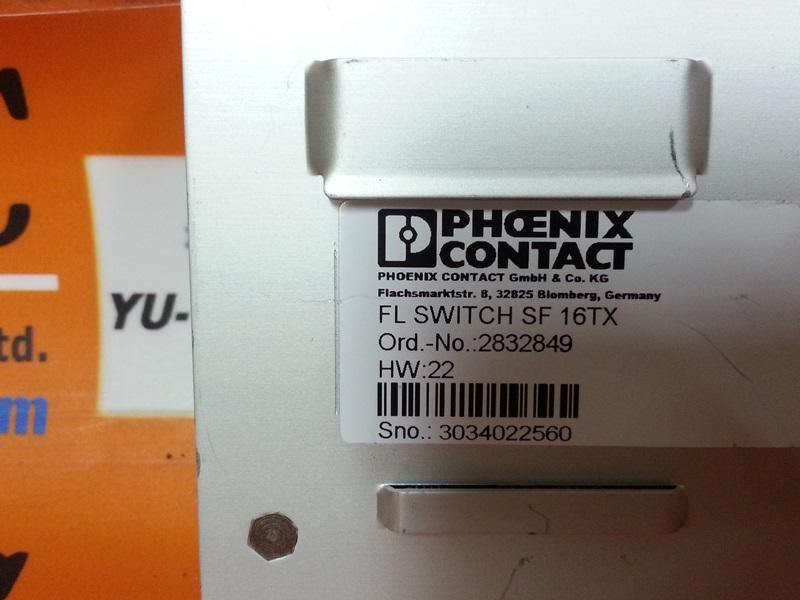 PHŒNIX
CONTACT
PHOENIX CONTACT GmbH & Co. KG
Flachsmarktstr. 8, 32825 Blomberg, Germany
FL SWITCH SF 16TX
Ord.-No.:2832849
HW:22
Sno.: 3034022560
YU-
td.
m